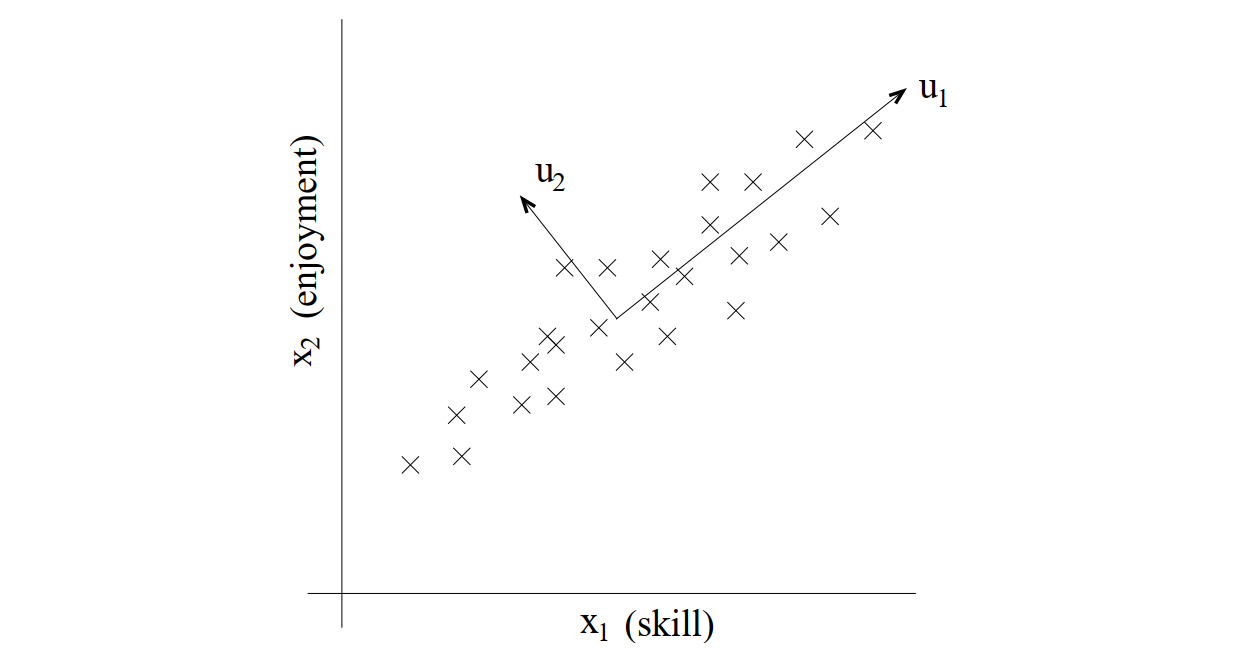 u₁
u₂
x₂ (enjoyment)
x₁ (skill)